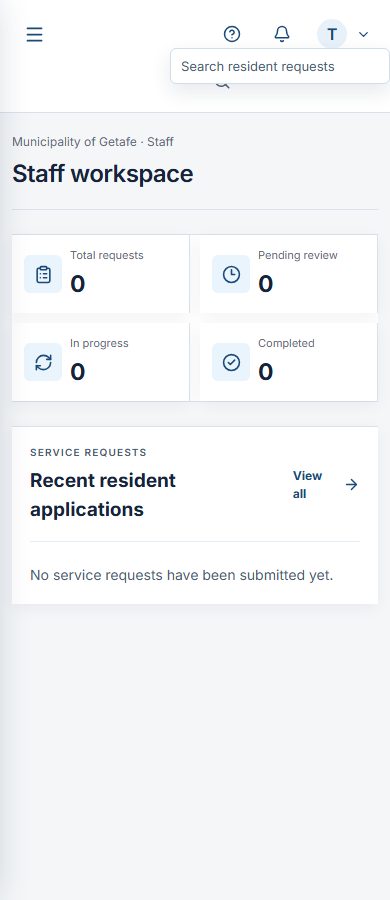 T
Search resident requests
Municipality of Getafe · Staff
Staff workspace
Total requests
0
Pending review
0
In progress
0
Completed
0
SERVICE REQUESTS
Recent resident
applications
View
all
No service requests have been submitted yet.